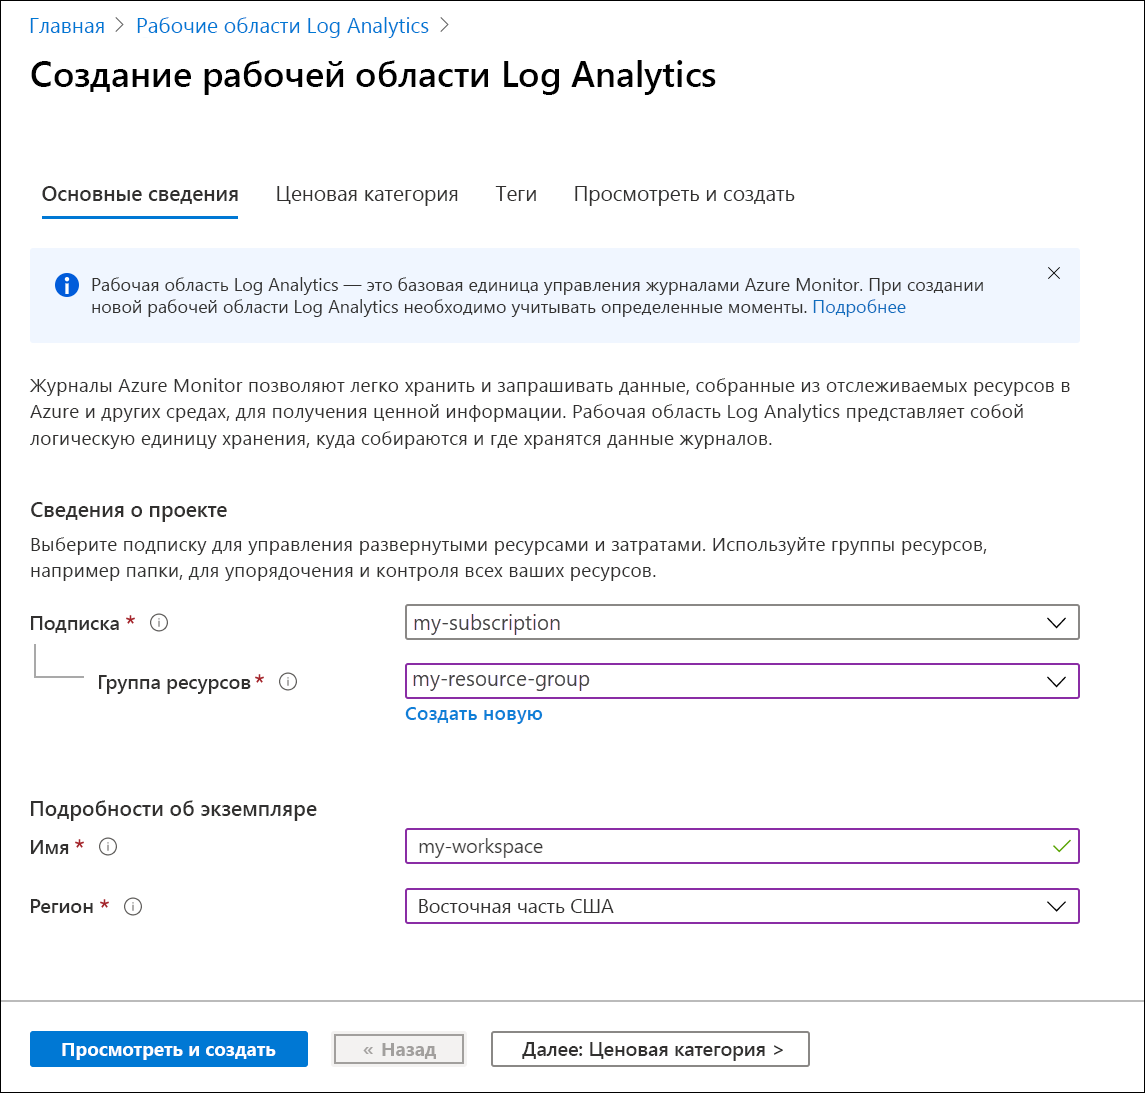 Главная > Рабочие области Log Analytics >
Создание рабочей области Log Analytics
Основные сведения Ценовая категория Теги Просмотреть и создать
Рабочая область Log Analytics — это базовая единица управления журналами Azure Monitor. При создании
новой рабочей области Log Analytics необходимо учитывать определенные моменты. Подробнее
Журналы Azure Monitor позволяют легко хранить и запрашивать данные, собранные из отслеживаемых ресурсов в
Azure и других средах, для получения ценной информации. Рабочая область Log Analytics представляет собой
логическую единицу хранения, куда собираются и где хранятся данные журналов.
Сведения о проекте
Выберите подписку для управления развернутыми ресурсами и затратами. Используйте группы ресурсов,
например папки, для упорядочения и контроля всех ваших ресурсов.
Подписка * my-subscription
Группа ресурсов * my-resource-group
Создать новую
Подробности об экземпляре
Имя * my-workspace
Регион * Восточная часть США
Просмотреть и создать « Назад Далее: Ценовая категория >